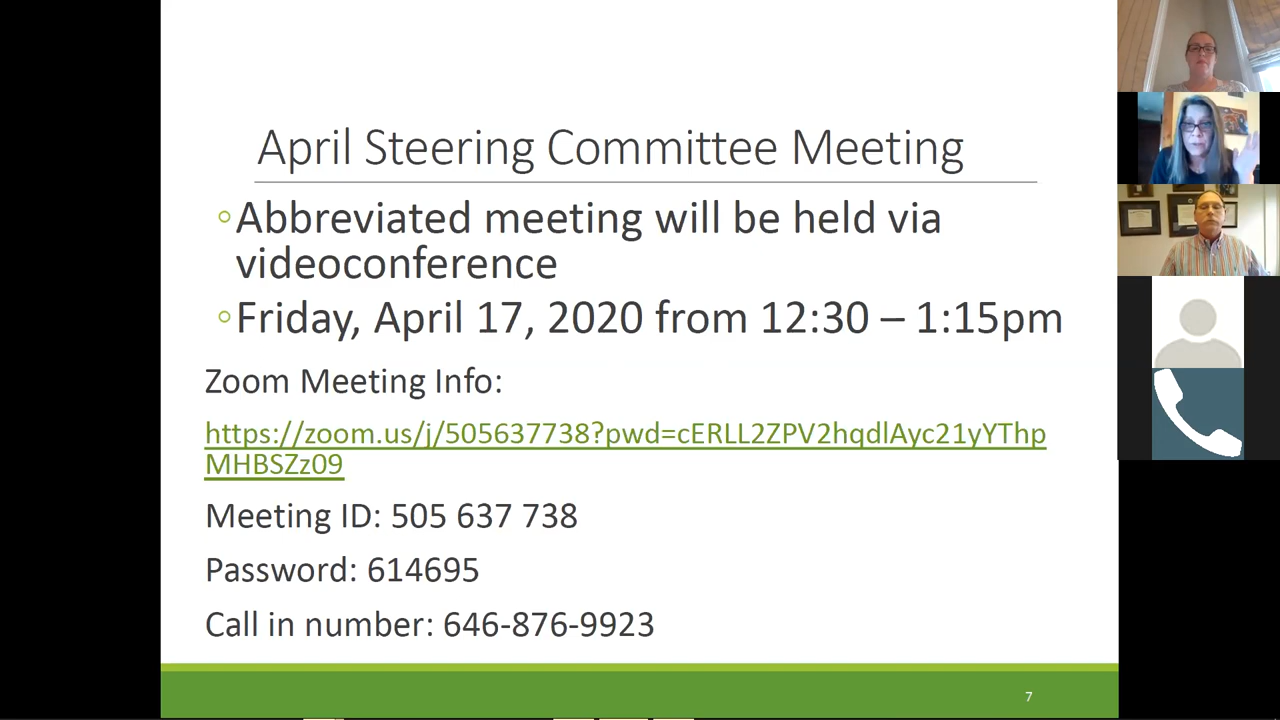 April Steering Committee Meeting
◦Abbreviated meeting will be held via
videoconference
◦Friday, April 17, 2020 from 12:30 – 1:15pm
Zoom Meeting Info:
https://zoom.us/j/505637738?pwd=cERLL2ZPV2hqdlAyc21yYThp
MHBSZz09
Meeting ID: 505 637 738
Password: 614695
Call in number: 646-876-9923
7